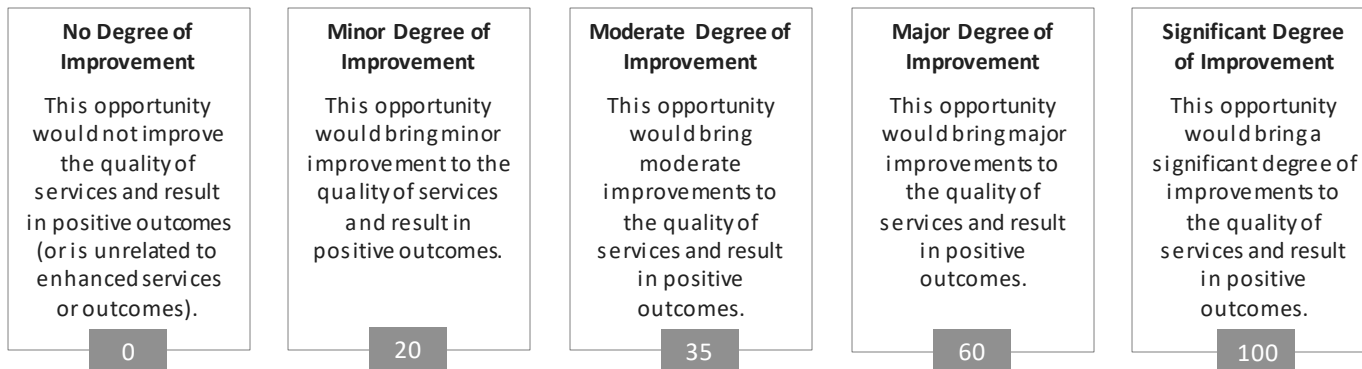 No Degree of
Improvement
This opportunity
would not improve
the quality of
services and result
in positive outcomes
(or is unrelated to
enhanced services
or outcomes).
0
Minor Degree of
Improvement
This opportunity
would bring minor
improvement to the
quality of services
and result in
positive outcomes.
20
Moderate Degree of
Improvement
This opportunity
would bring
moderate
improvements to
the quality of
services and result
in positive
outcomes.
35
Major Degree of
Improvement
This opportunity
would bring major
improvements to
the quality of
services and result
in positive
outcomes.
60
Significant Degree
of Improvement
This opportunity
would bring a
significant degree of
improvements to
the quality of
services and result
in positive
outcomes.
100